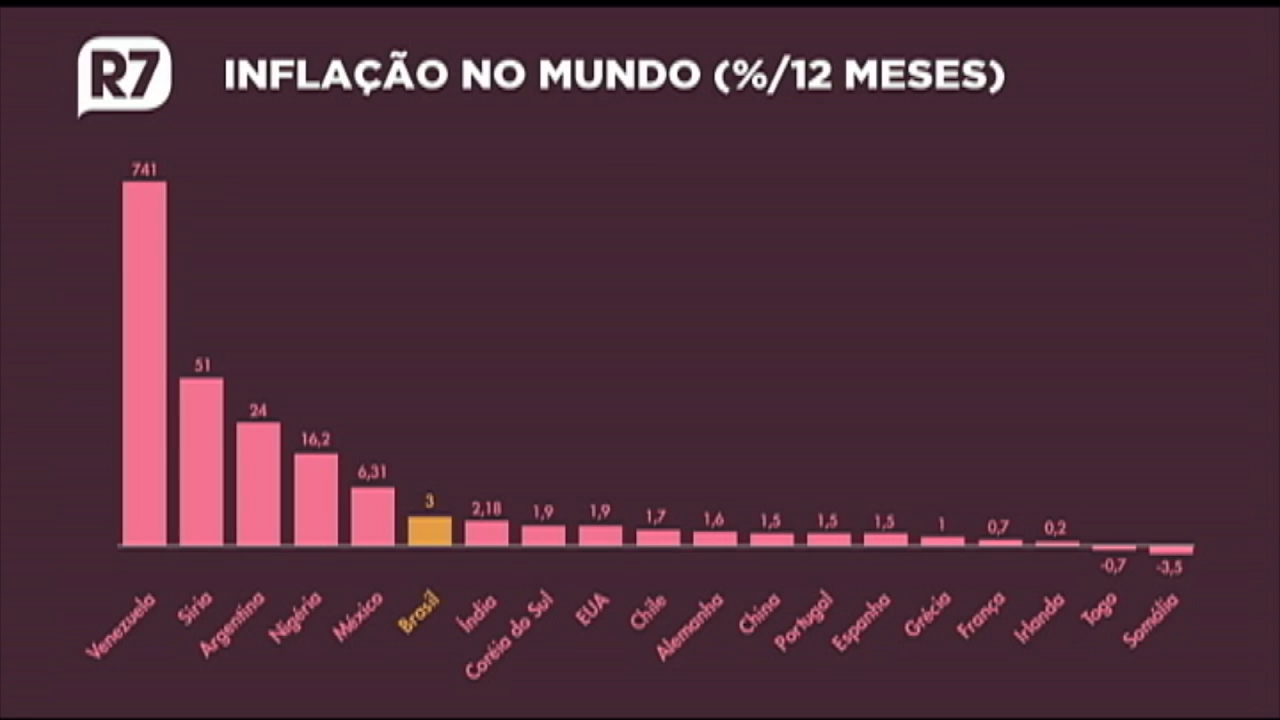 R7
INFLAÇÃO NO MUNDO (%/12 MESES)
741
51
24
16,2
6,31
3
2,18
1,9
1,9
1,7
1,6
1,5
1,5
1,5
1
0,7
0,2
-0,7
-3,5
Venezuela
Síria
Argentina
Nigéria
México
Brasil
Índia
Coréia do Sul
EUA
Chile
Alemanha
China
Portugal
Espanha
Grécia
França
Irlanda
Togo
Somália